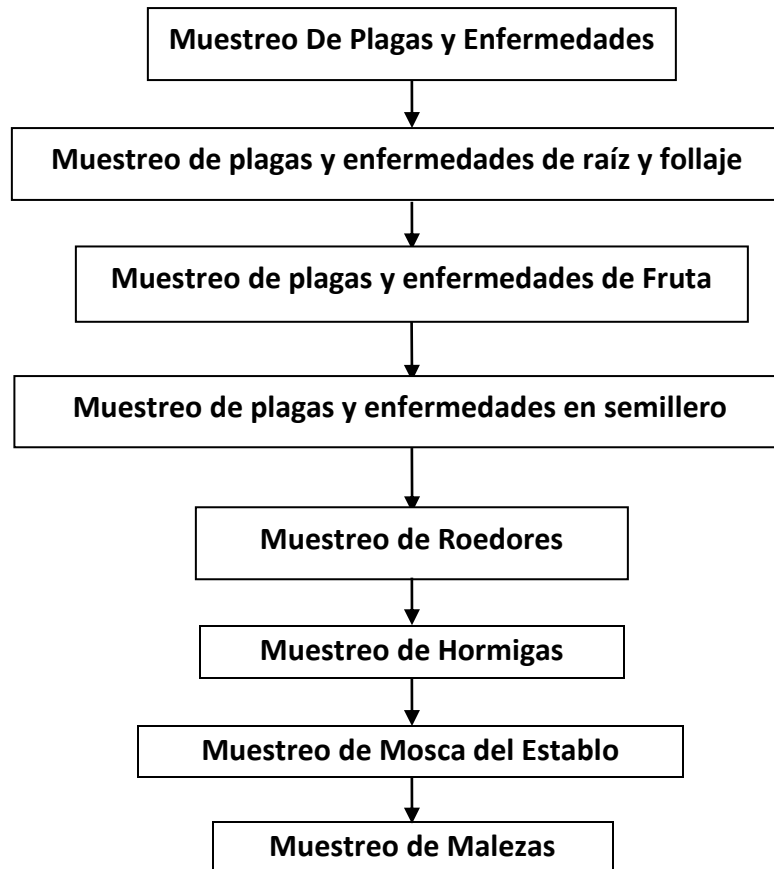 Muestreo De Plagas y Enfermedades
Muestreo de plagas y enfermedades de raíz y follaje
Muestreo de plagas y enfermedades de Fruta
Muestreo de plagas y enfermedades en semillero
Muestreo de Roedores
Muestreo de Hormigas
Muestreo de Mosca del Establo
Muestreo de Malezas